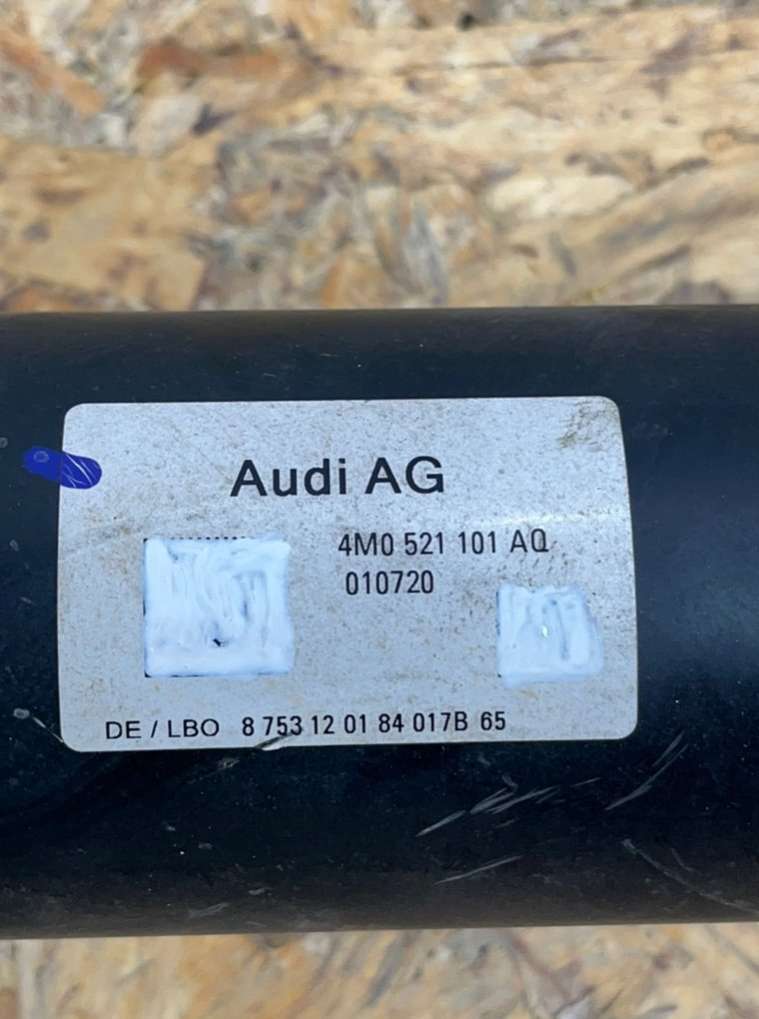 Audi AG
4M0 521 101 AQ
010720
DE / LBO 8 753 12 01 84 017B 65